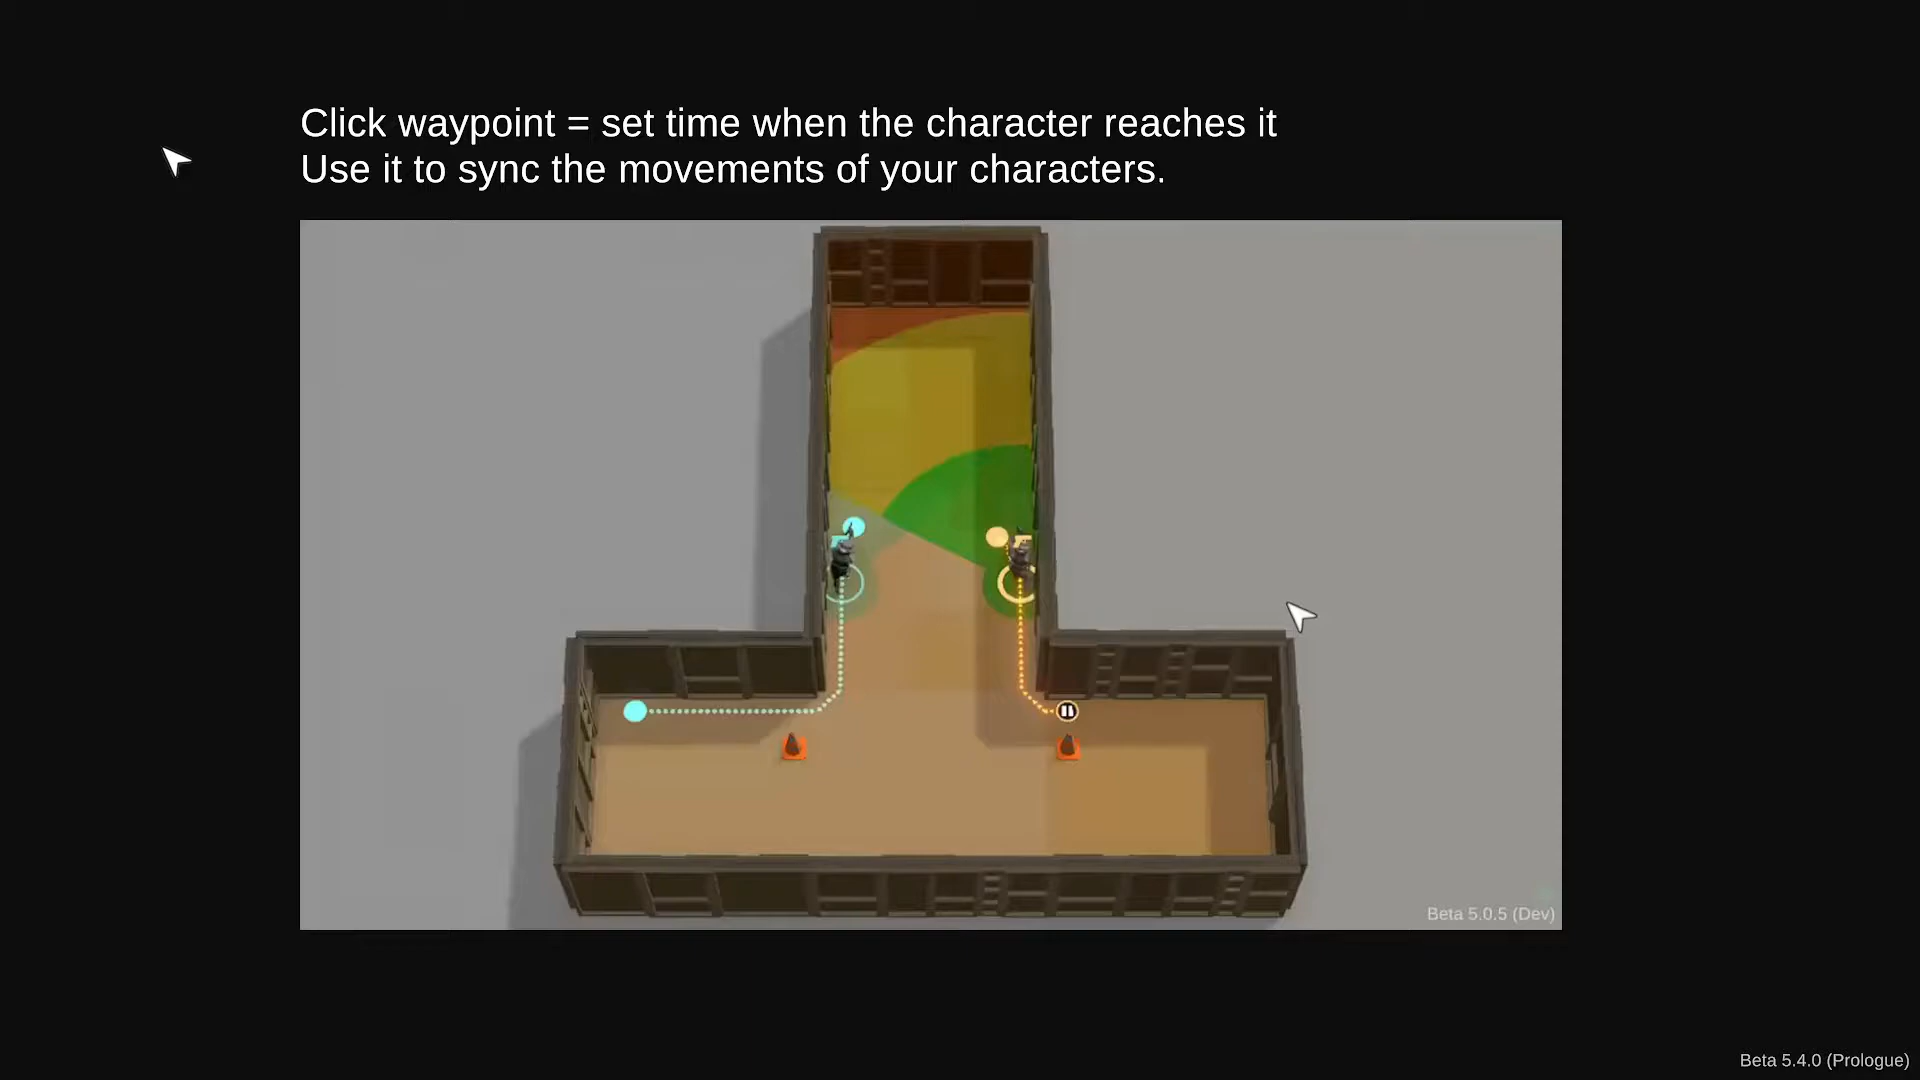 Click waypoint = set time when the character reaches it
Use it to sync the movements of your characters.
Beta 5.0.5 (Dev)
Beta 5.4.0 (Prologue)